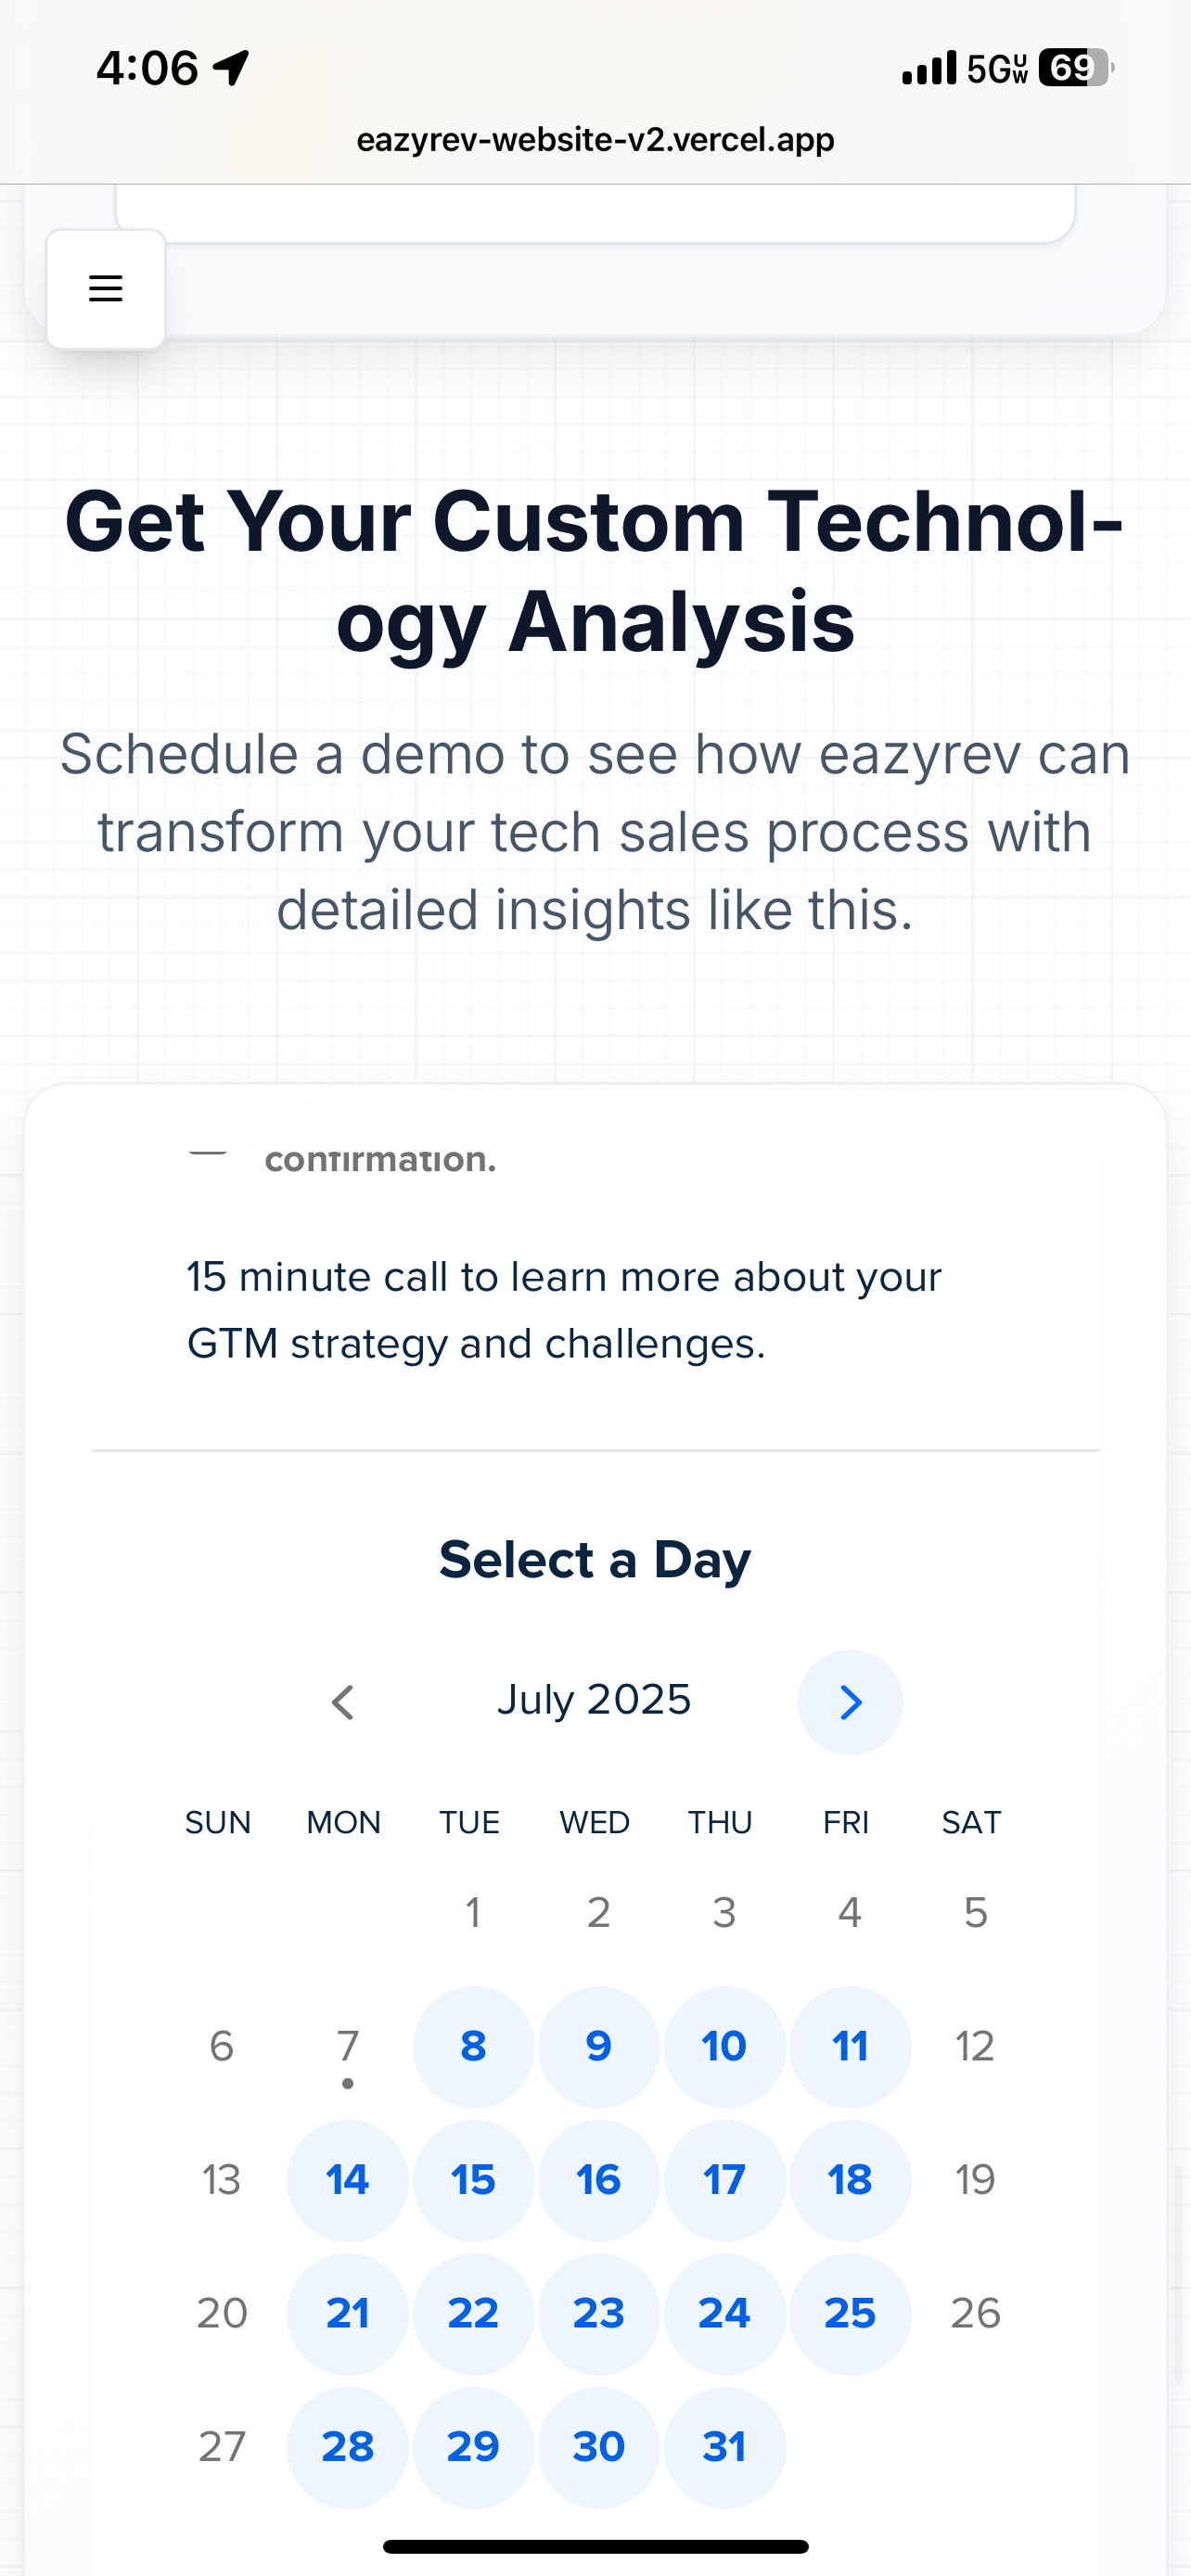 4:06
5GUW 69
eazyrev-website-v2.vercel.app
Get Your Custom Technol-
ogy Analysis
Schedule a demo to see how eazyrev can
transform your tech sales process with
detailed insights like this.
confirmation.
15 minute call to learn more about your
GTM strategy and challenges.
Select a Day
July 2025
SUN MON TUE WED THU FRI SAT
1 2 3 4 5
6 7 8 9 10 11 12
13 14 15 16 17 18 19
20 21 22 23 24 25 26
27 28 29 30 31